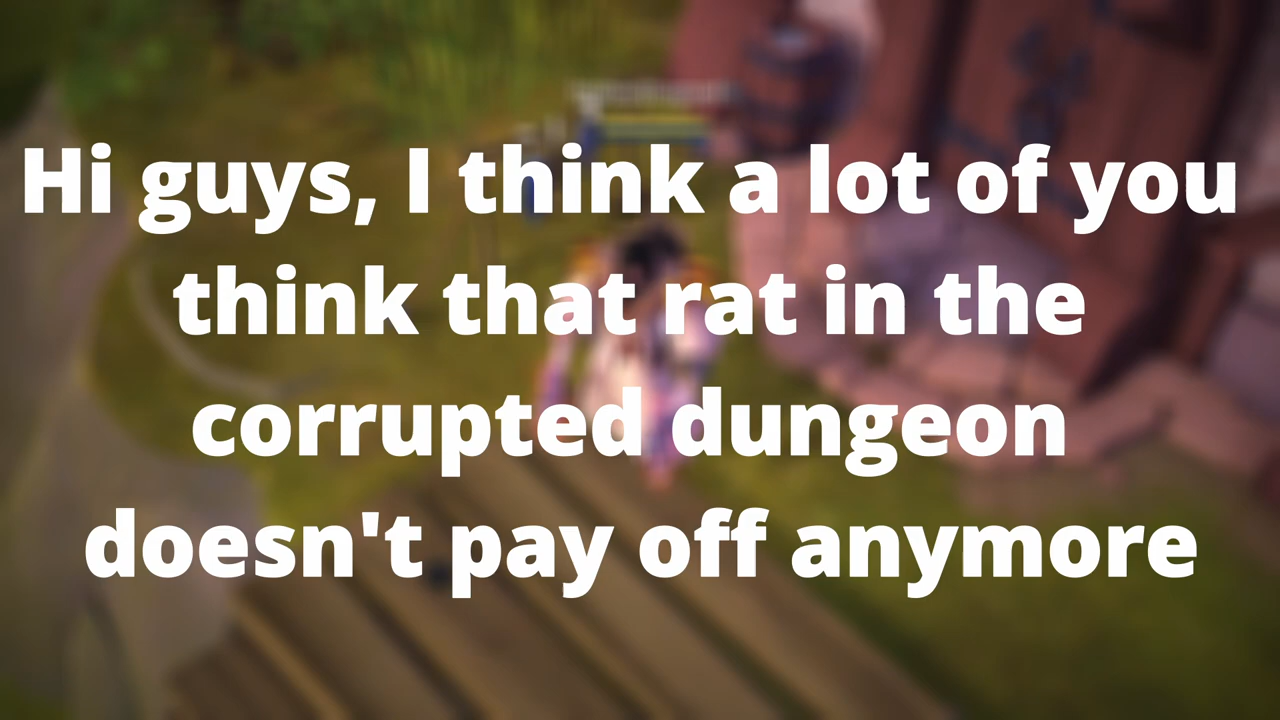 Hi guys, I think a lot of you
think that rat in the
corrupted dungeon
doesn't pay off anymore